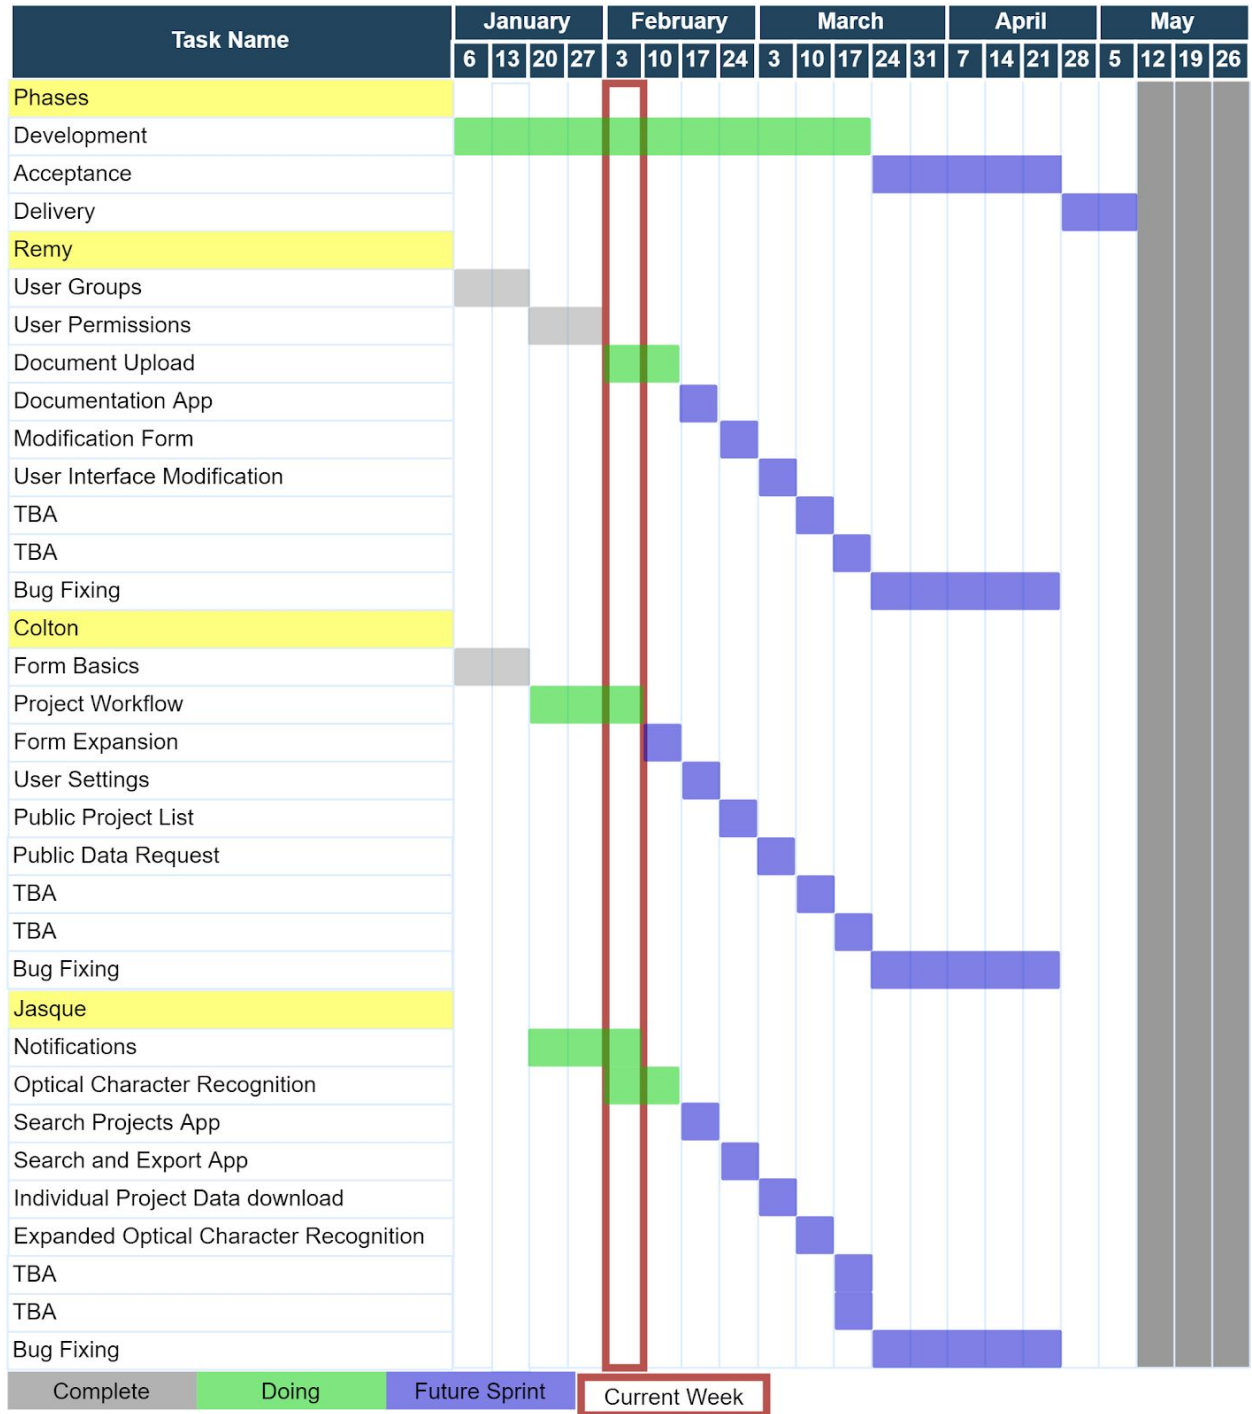 Task Name January February March April May
6 13 20 27 3 10 17 24 3 10 17 24 31 7 14 21 28 5 12 19 26
Phases
Development
Acceptance
Delivery
Remy
User Groups
User Permissions
Document Upload
Documentation App
Modification Form
User Interface Modification
TBA
TBA
Bug Fixing
Colton
Form Basics
Project Workflow
Form Expansion
User Settings
Public Project List
Public Data Request
TBA
TBA
Bug Fixing
Jasque
Notifications
Optical Character Recognition
Search Projects App
Search and Export App
Individual Project Data download
Expanded Optical Character Recognition
TBA
TBA
Bug Fixing
Complete Doing Future Sprint Current Week